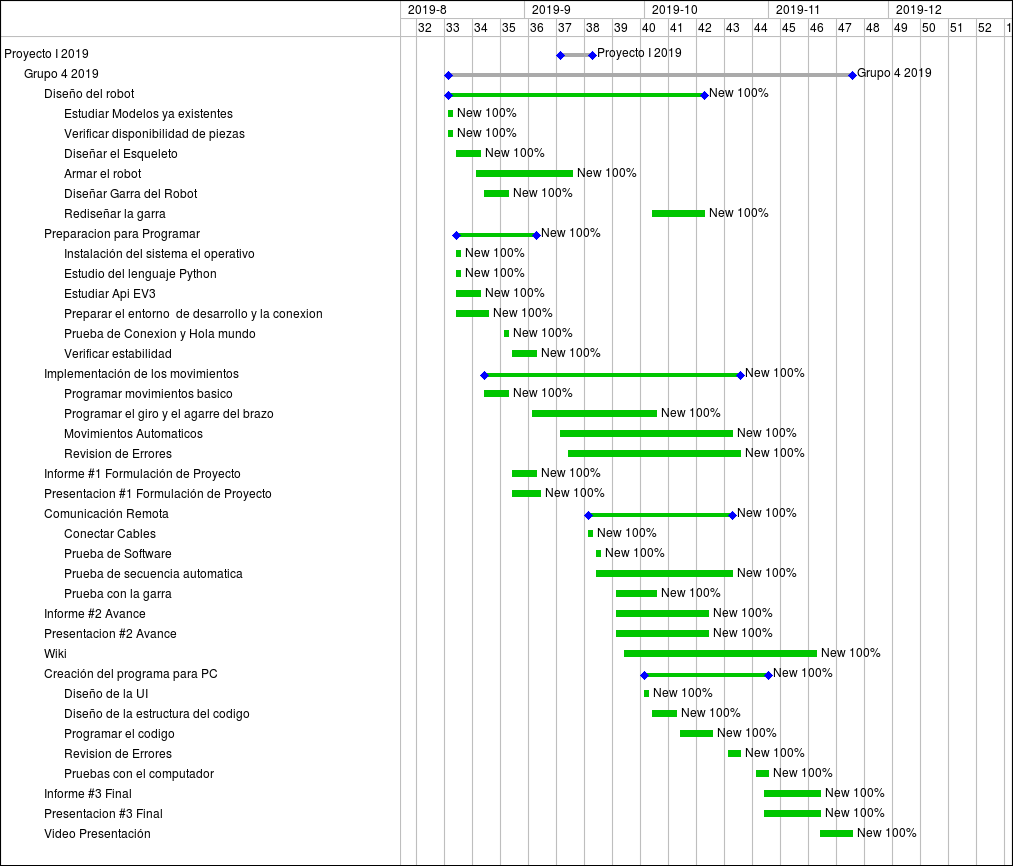 2019-8 2019-9 2019-10 2019-11 2019-12
32 33 34 35 36 37 38 39 40 41 42 43 44 45 46 47 48 49 50 51 52 1
Proyecto I 2019 Proyecto I 2019
Grupo 4 2019 Grupo 4 2019
Diseño del robot New 100%
Estudiar Modelos ya existentes New 100%
Verificar disponibilidad de piezas New 100%
Diseñar el Esqueleto New 100%
Armar el robot New 100%
Diseñar Garra del Robot New 100%
Rediseñar la garra New 100%
Preparacion para Programar New 100%
Instalación del sistema el operativo New 100%
Estudio del lenguaje Python New 100%
Estudiar Api EV3 New 100%
Preparar el entorno  de desarrollo y la conexion New 100%
Prueba de Conexion y Hola mundo New 100%
Verificar estabilidad New 100%
Implementación de los movimientos New 100%
Programar movimientos basico New 100%
Programar el giro y el agarre del brazo New 100%
Movimientos Automaticos New 100%
Revision de Errores New 100%
Informe #1 Formulación de Proyecto New 100%
Presentacion #1 Formulación de Proyecto New 100%
Comunicación Remota New 100%
Conectar Cables New 100%
Prueba de Software New 100%
Prueba de secuencia automatica New 100%
Prueba con la garra New 100%
Informe #2 Avance New 100%
Presentacion #2 Avance New 100%
Wiki New 100%
Creación del programa para PC New 100%
Diseño de la UI New 100%
Diseño de la estructura del codigo New 100%
Programar el codigo New 100%
Revision de Errores New 100%
Pruebas con el computador New 100%
Informe #3 Final New 100%
Presentacion #3 Final New 100%
Video Presentación New 100%